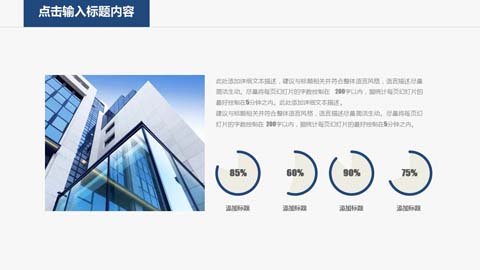 点击输入标题内容
此处添加详细文本描述，建议与标题相关并符合整体语言风格，语言描述尽量
简洁生动。尽量将每页幻灯片的字数控制在 200字以内，据统计每页幻灯片的
最好控制在5分钟之内。此处添加详细文本描述。
建议与标题相关并符合整体语言风格，语言描述尽量简洁生动。尽量将每页幻
灯片的字数控制在 200字以内，据统计每页幻灯片的最好控制在5分钟之内。
85% 60% 90% 75%
添加标题 添加标题 添加标题 添加标题